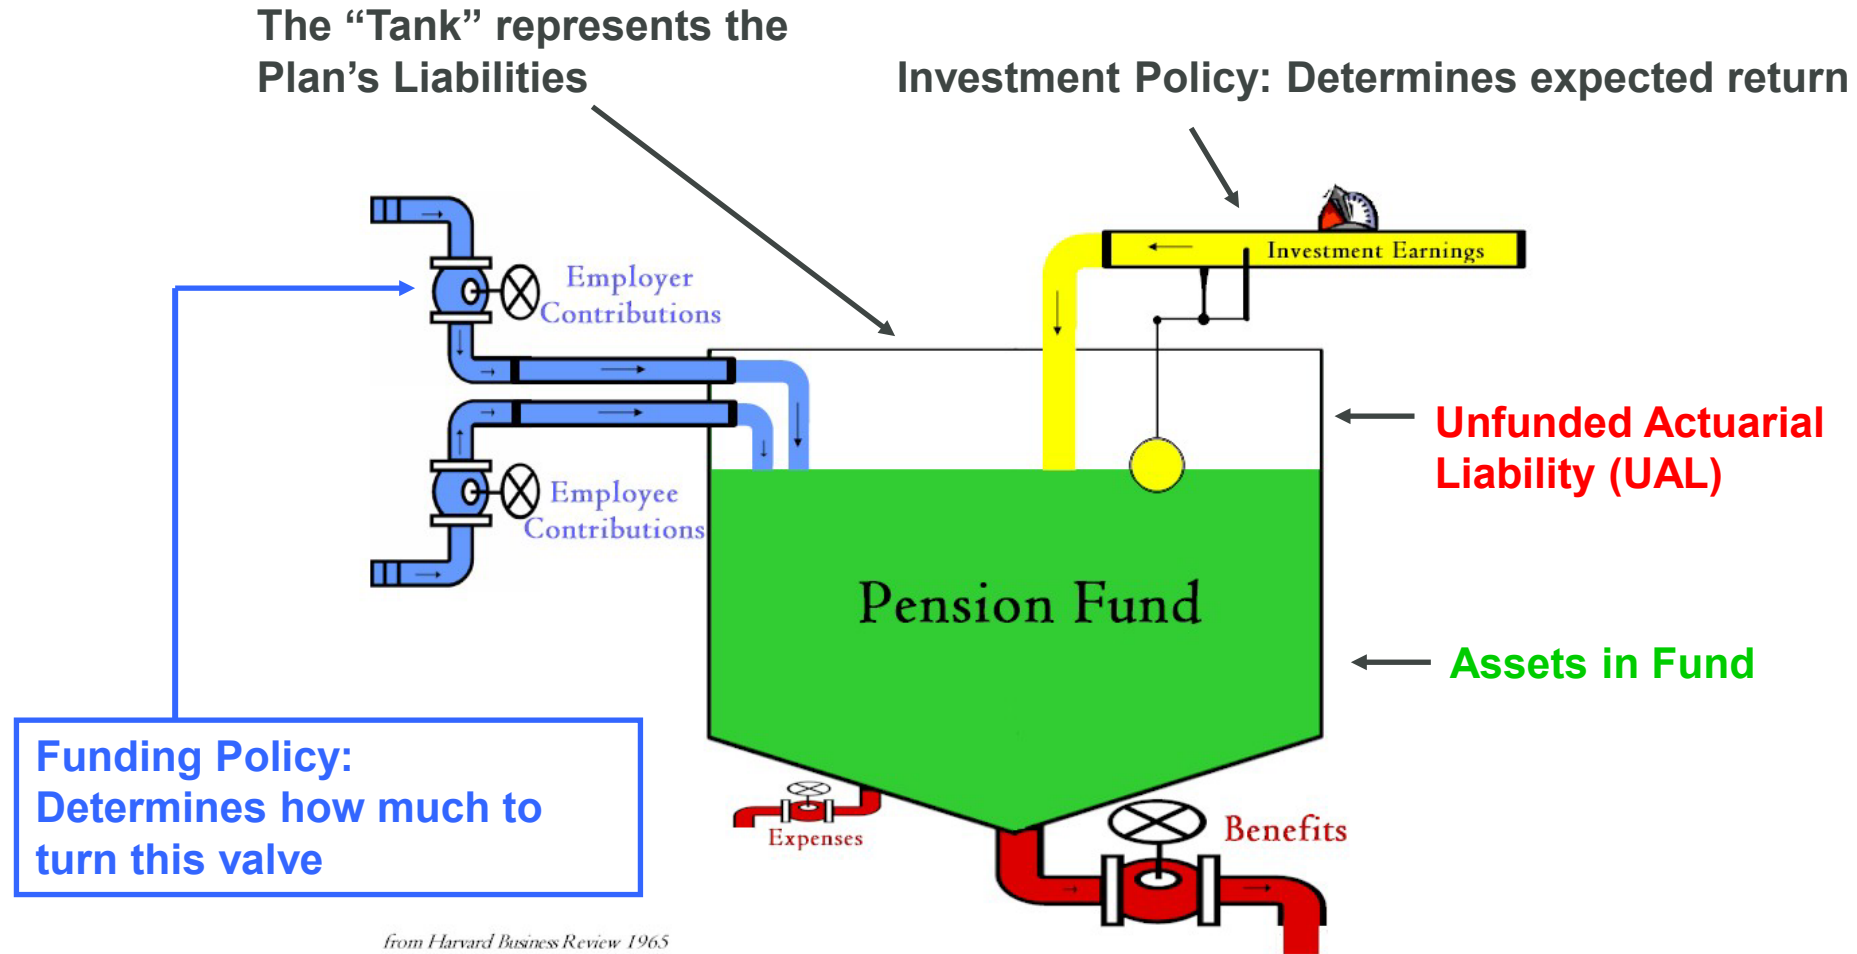 The “Tank” represents the
Plan’s Liabilities
Investment Policy: Determines expected return
Investment Earnings
Employer
Contributions
Unfunded Actuarial
Liability (UAL)
Employee
Contributions
Pension Fund
Assets in Fund
Funding Policy:
Determines how much to
turn this valve
Expenses
Benefits
from Harvard Business Review 1965